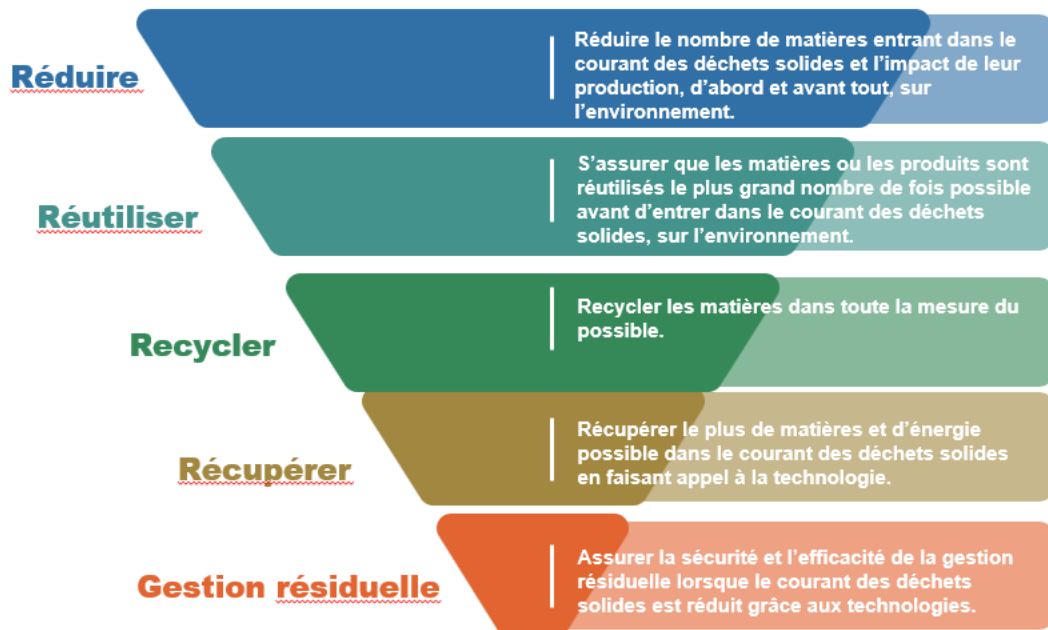 Réduire
Réduire le nombre de matières entrant dans le
courant des déchets solides et l’impact de leur
production, d’abord et avant tout, sur
l’environnement.
Réutiliser
S’assurer que les matières ou les produits sont
réutilisés le plus grand nombre de fois possible
avant d’entrer dans le courant des déchets
solides, sur l’environnement.
Recycler
Recycler les matières dans toute la mesure du
possible.
Récupérer
Récupérer le plus de matières et d’énergie
possible dans le courant des déchets solides
en faisant appel à la technologie.
Gestion résiduelle
Assurer la sécurité et l’efficacité de la gestion
résiduelle lorsque le courant des déchets
solides est réduit grâce aux technologies.